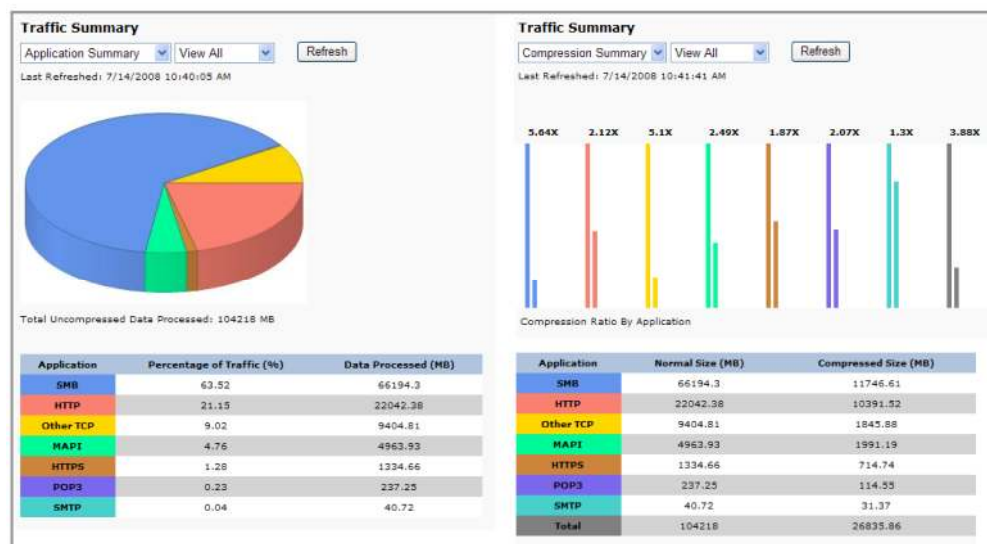 Traffic Summary
Application Summary View All Refresh
Last Refreshed: 7/14/2008 10:40:05 AM
Total Uncompressed Data Processed: 104218 MB
Application Percentage of Traffic (%) Data Processed (MB)
SMB 63.52 66194.3
HTTP 21.15 22042.38
Other TCP 9.02 9404.81
MAPI 4.76 4963.93
HTTPS 1.28 1334.66
POP3 0.23 237.25
SMTP 0.04 40.72
Traffic Summary
Compression Summary View All Refresh
Last Refreshed: 7/14/2008 10:41:41 AM
5.64X 2.12X 5.1X 2.49X 1.87X 2.07X 1.3X 3.88X
Compression Ratio By Application
Application Normal Size (MB) Compressed Size (MB)
SMB 66194.3 11746.61
HTTP 22042.38 10391.52
Other TCP 9404.81 1845.88
MAPI 4963.93 1991.19
HTTPS 1334.66 714.74
POP3 237.25 114.55
SMTP 40.72 31.37
Total 104218 26835.86